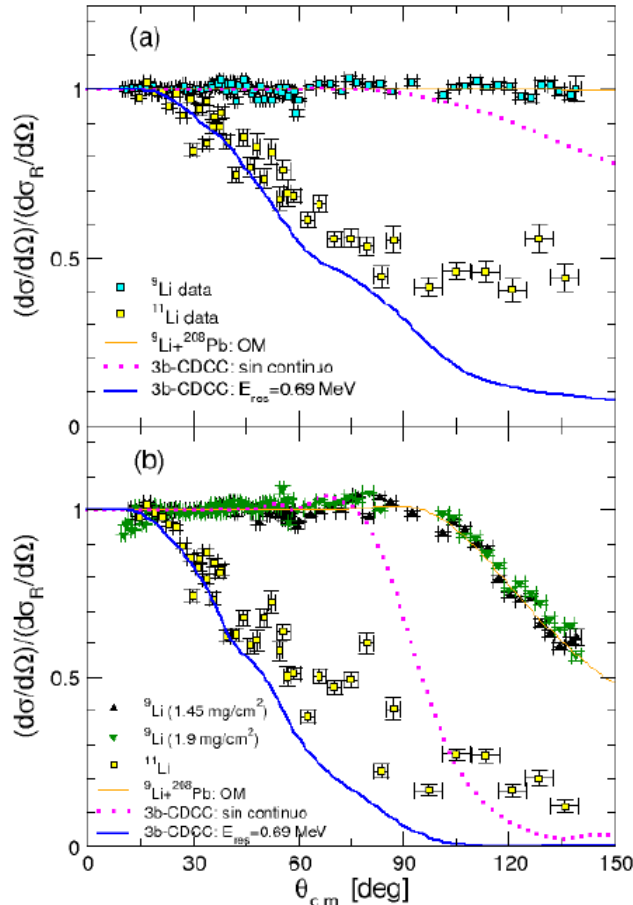 (a)
1
0.5
0
(dσ/dΩ)/(dσ_R/dΩ)
⁹Li data
¹¹Li data
⁹Li+²⁰⁸Pb: OM
3b-CDCC: sin continuo
3b-CDCC: E_res=0.69 MeV
(b)
1
0.5
0
(dσ/dΩ)/(dσ_R/dΩ)
⁹Li (1.45 mg/cm²)
⁹Li (1.9 mg/cm²)
¹¹Li
⁹Li+²⁰⁸Pb: OM
3b-CDCC: sin continuo
3b-CDCC: E_res=0.69 MeV
0 30 60 90 120 150
θ_c.m. [deg]